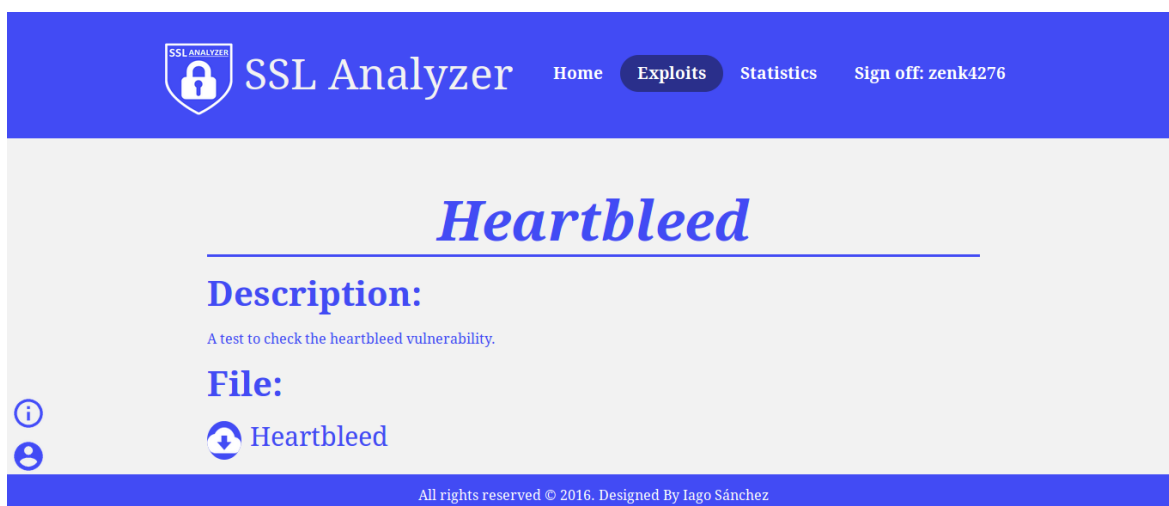 SSL ANALYZER
SSL Analyzer Home Exploits Statistics Sign off: zenk4276
Heartbleed
Description:
A test to check the heartbleed vulnerability.
File:
Heartbleed
All rights reserved © 2016. Designed By Iago Sánchez